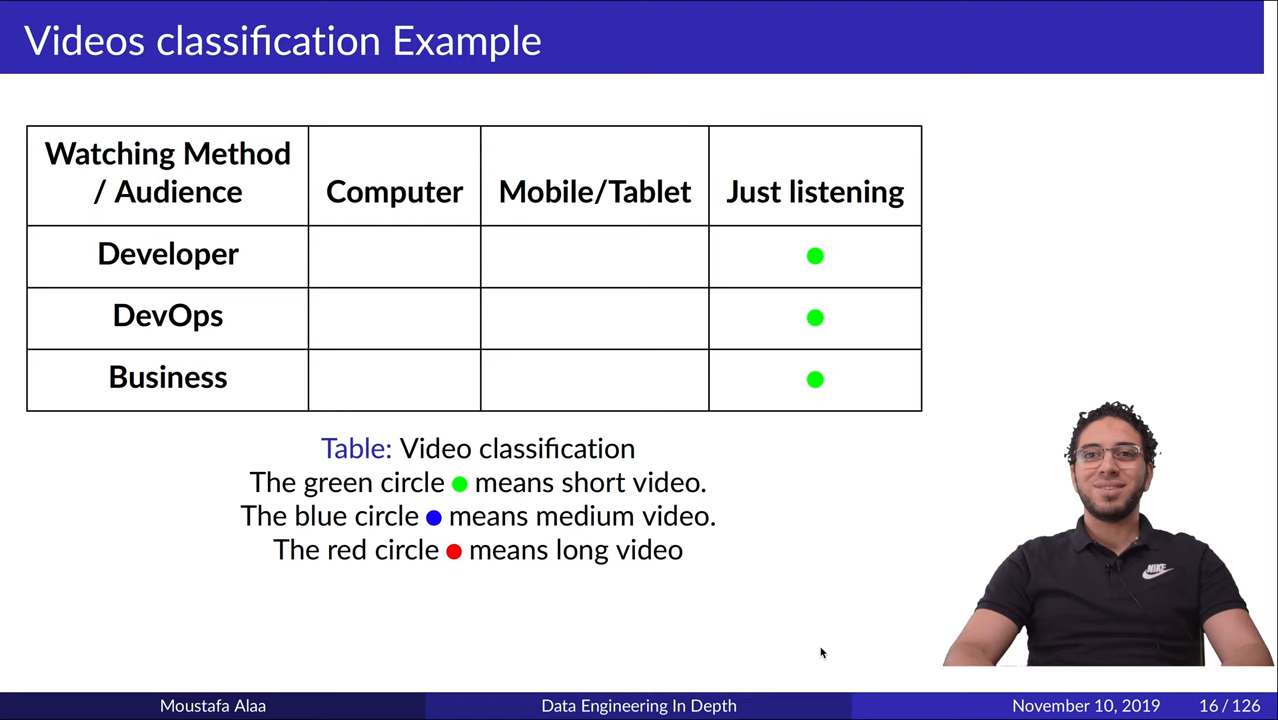 Videos classification Example
Watching Method
/ Audience
Computer
Mobile/Tablet
Just listening
Developer
DevOps
Business
Table: Video classification
The green circle means short video.
The blue circle means medium video.
The red circle means long video
NIKE
Moustafa Alaa
Data Engineering In Depth
November 10, 2019
16 / 126